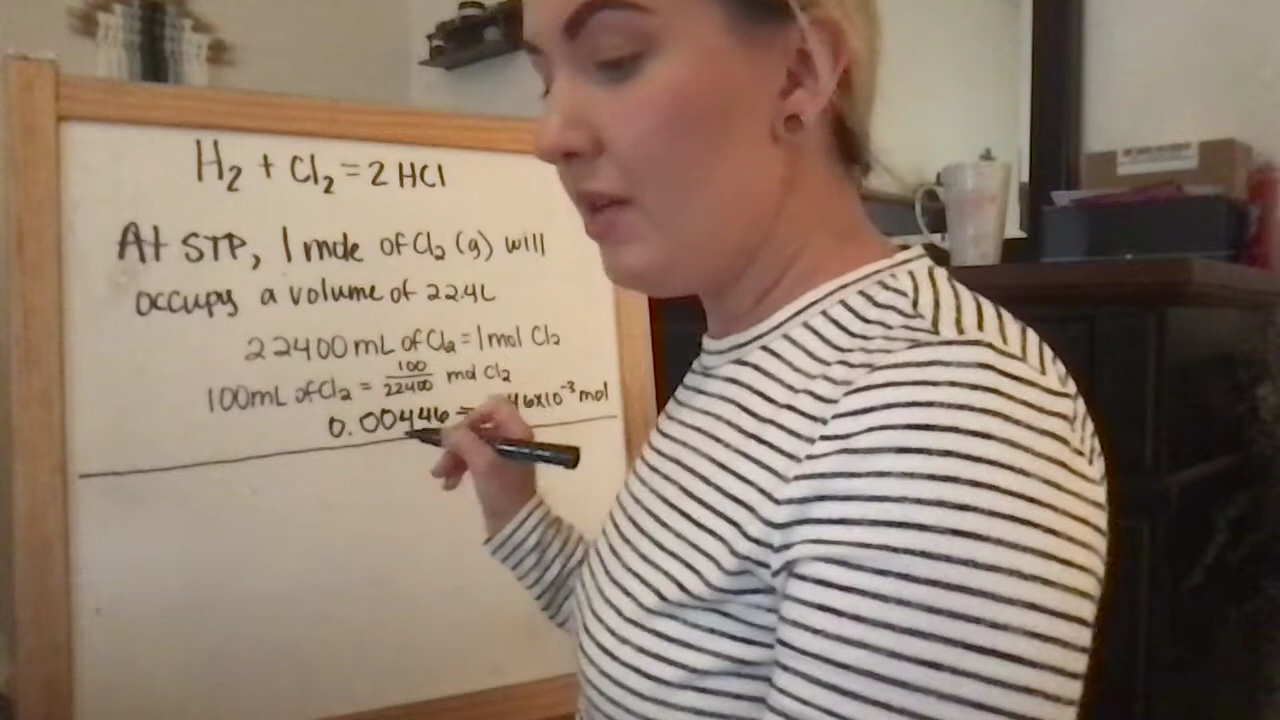 H₂ + Cl₂ = 2 HCl
At STP, 1 mole of Cl₂ (g) will
occupy a volume of 22.4L
22400 mL of Cl₂ = 1 mol Cl₂
100mL of Cl₂ = 100/22400 mol Cl₂
0.00446 = 46x10⁻³ mol